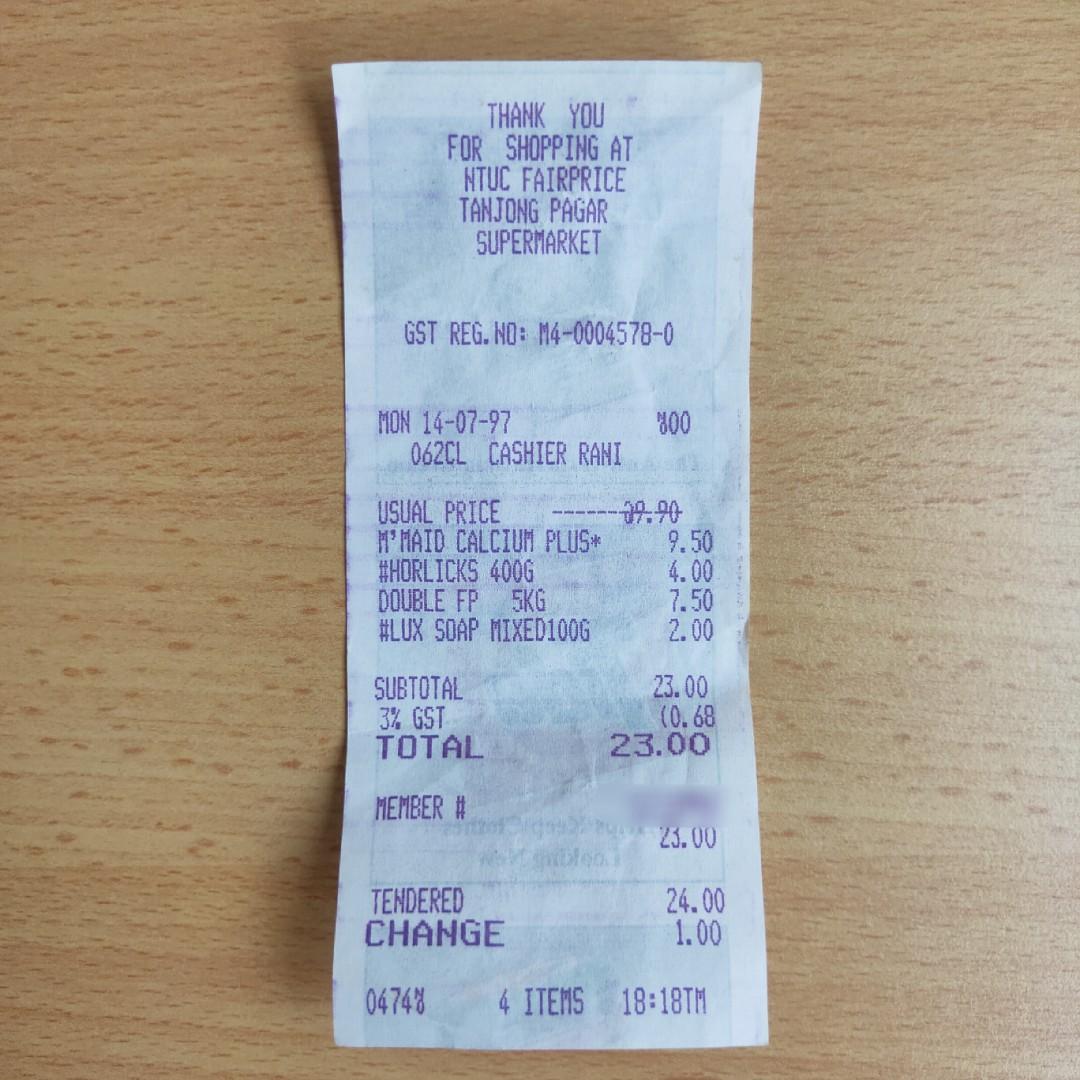 THANK YOU
FOR SHOPPING AT
NTUC FAIRPRICE
TANJONG PAGAR
SUPERMARKET
GST REG.NO: M4-0004578-0
MON 14-07-97 00
062CL CASHIER RANI
USUAL PRICE ------29.90
M'MAID CALCIUM PLUS* 9.50
#HORLICKS 400G 4.00
DOUBLE FP 5KG 7.50
#LUX SOAP MIXED100G 2.00
SUBTOTAL 23.00
3% GST (0.68
TOTAL 23.00
MEMBER #
23.00
TENDERED 24.00
CHANGE 1.00
0474 4 ITEMS 18:18TM